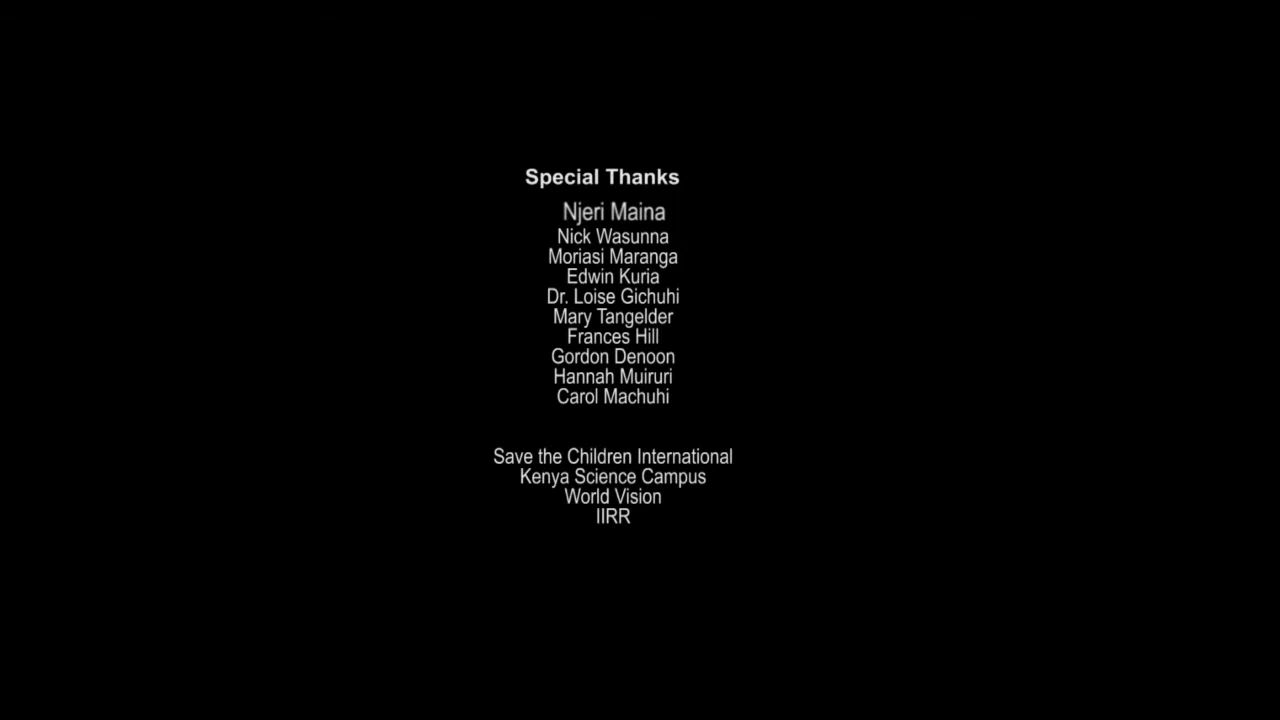 Special Thanks
Njeri Maina
Nick Wasunna
Moriasi Maranga
Edwin Kuria
Dr. Loise Gichuhi
Mary Tangelder
Frances Hill
Gordon Denoon
Hannah Muiruri
Carol Machuhi
Save the Children International
Kenya Science Campus
World Vision
IIRR